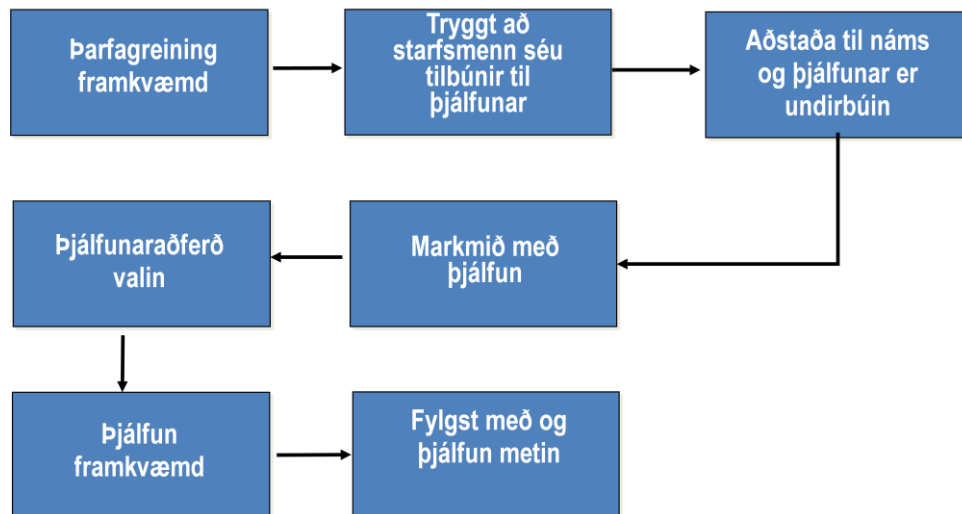 Þarfagreining
framkvæmd
Tryggt að
starfsmenn séu
tilbúnir til
þjálfunar
Aðstaða til náms
og þjálfunar er
undirbúin
Markmið með
þjálfun
Þjálfunaraðferð
valin
Þjálfun
framkvæmd
Fylgst með og
þjálfun metin